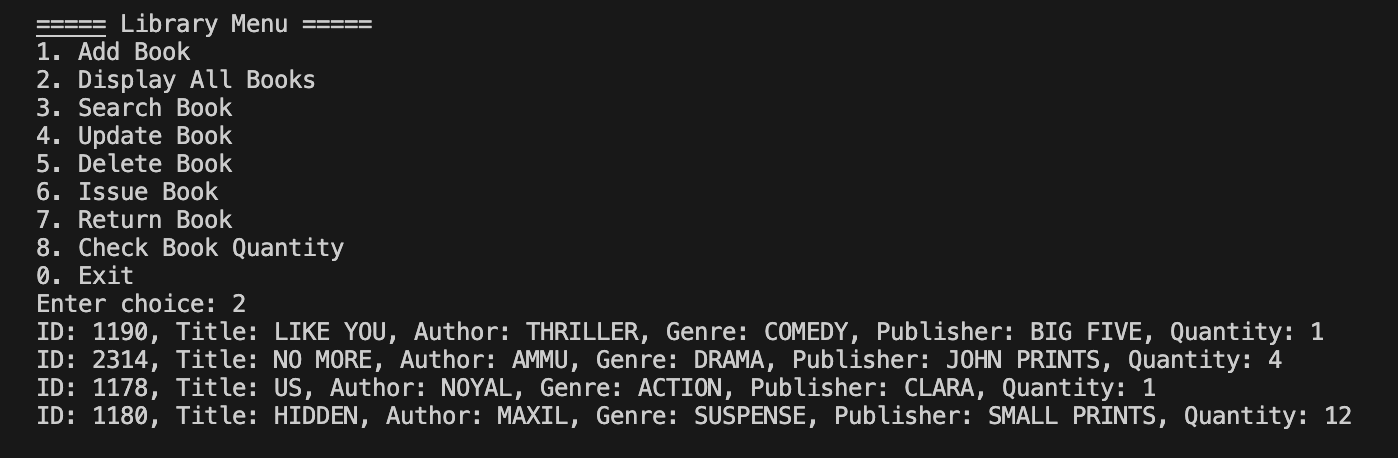 ===== Library Menu =====
1. Add Book
2. Display All Books
3. Search Book
4. Update Book
5. Delete Book
6. Issue Book
7. Return Book
8. Check Book Quantity
0. Exit
Enter choice: 2
ID: 1190, Title: LIKE YOU, Author: THRILLER, Genre: COMEDY, Publisher: BIG FIVE, Quantity: 1
ID: 2314, Title: NO MORE, Author: AMMU, Genre: DRAMA, Publisher: JOHN PRINTS, Quantity: 4
ID: 1178, Title: US, Author: NOYAL, Genre: ACTION, Publisher: CLARA, Quantity: 1
ID: 1180, Title: HIDDEN, Author: MAXIL, Genre: SUSPENSE, Publisher: SMALL PRINTS, Quantity: 12